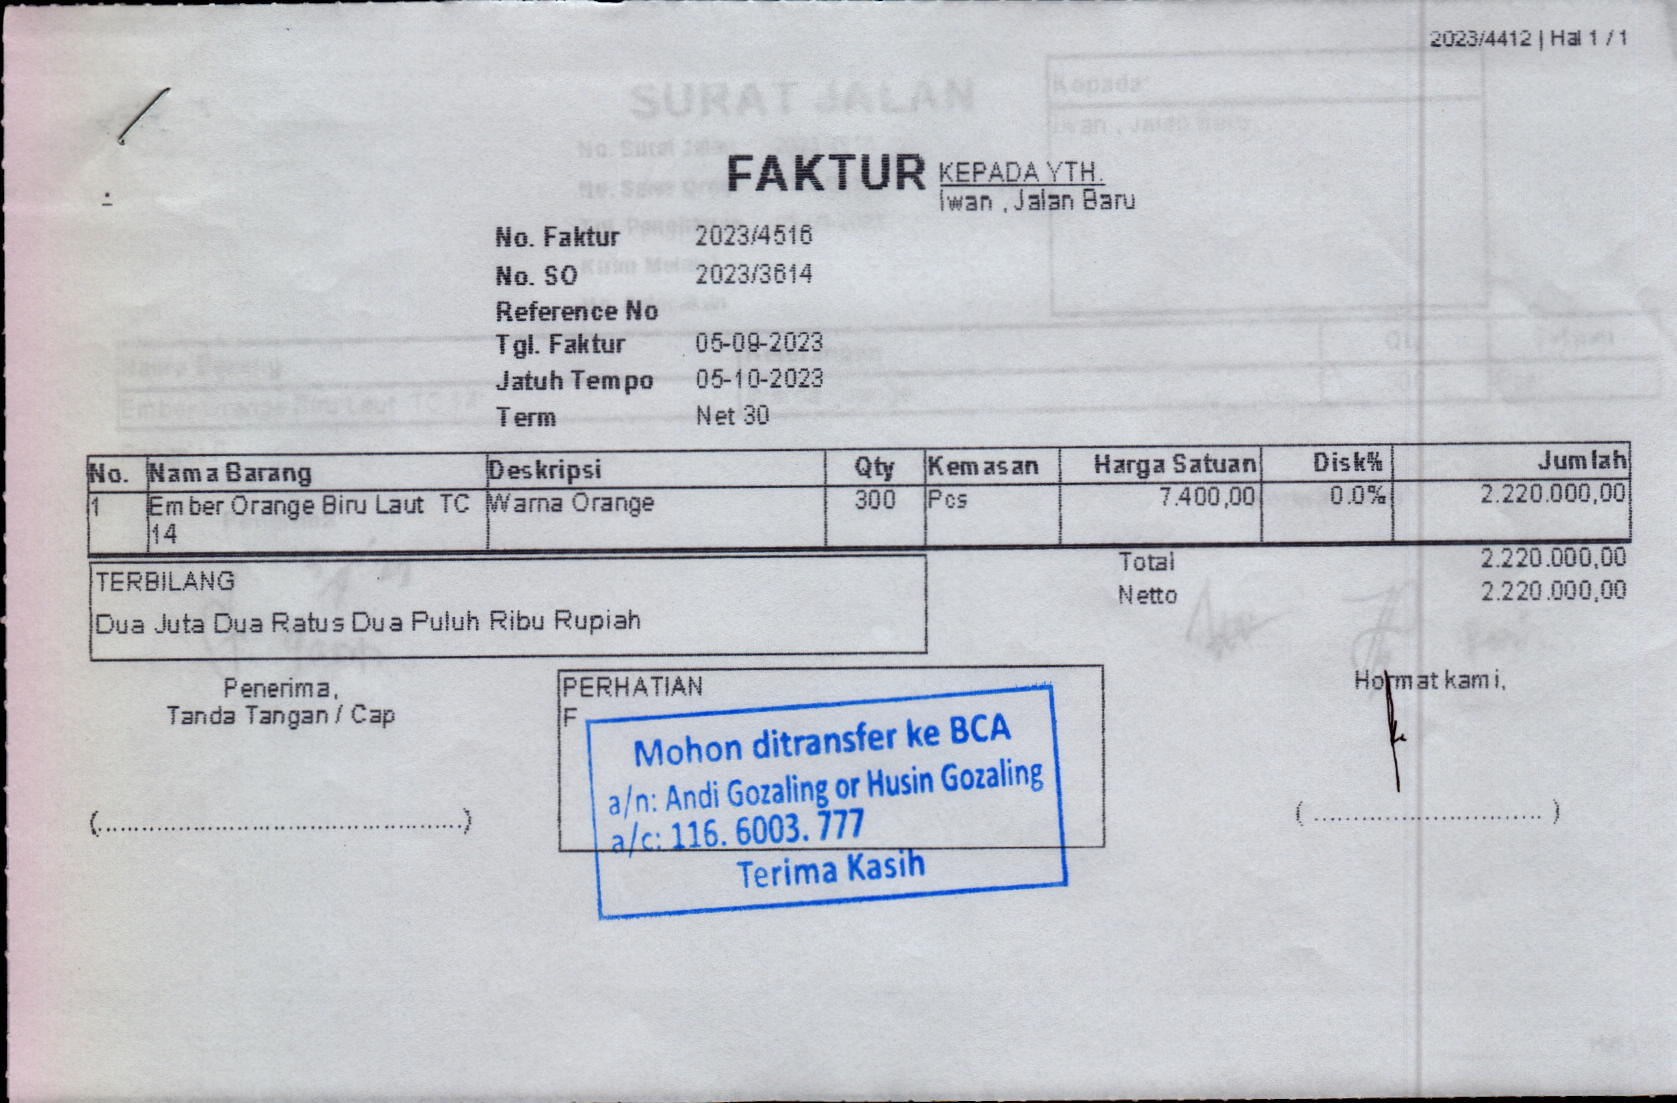 2023/4412 | Hal 1 / 1
SURAT JALAN
Kepada
FAKTUR
KEPADA YTH.
Iwan , Jalan Baru
No. Faktur 2023/4516
No. SO 2023/3614
Reference No
Tgl. Faktur 05-09-2023
Jatuh Tempo 05-10-2023
Term Net 30
No. Nama Barang Deskripsi Qty Kemasan Harga Satuan Disk% Jumlah
1 Ember Orange Biru Laut TC Warna Orange 300 Pcs 7.400,00 0.0% 2.220.000,00
14
Total 2.220.000,00
Netto 2.220.000,00
TERBILANG
Dua Juta Dua Ratus Dua Puluh Ribu Rupiah
Penerima,
Tanda Tangan / Cap
(................................................)
PERHATIAN
F
Mohon ditransfer ke BCA
a/n: Andi Gozaling or Husin Gozaling
a/c: 116. 6003. 777
Terima Kasih
Hormat kami,
( ............................. )